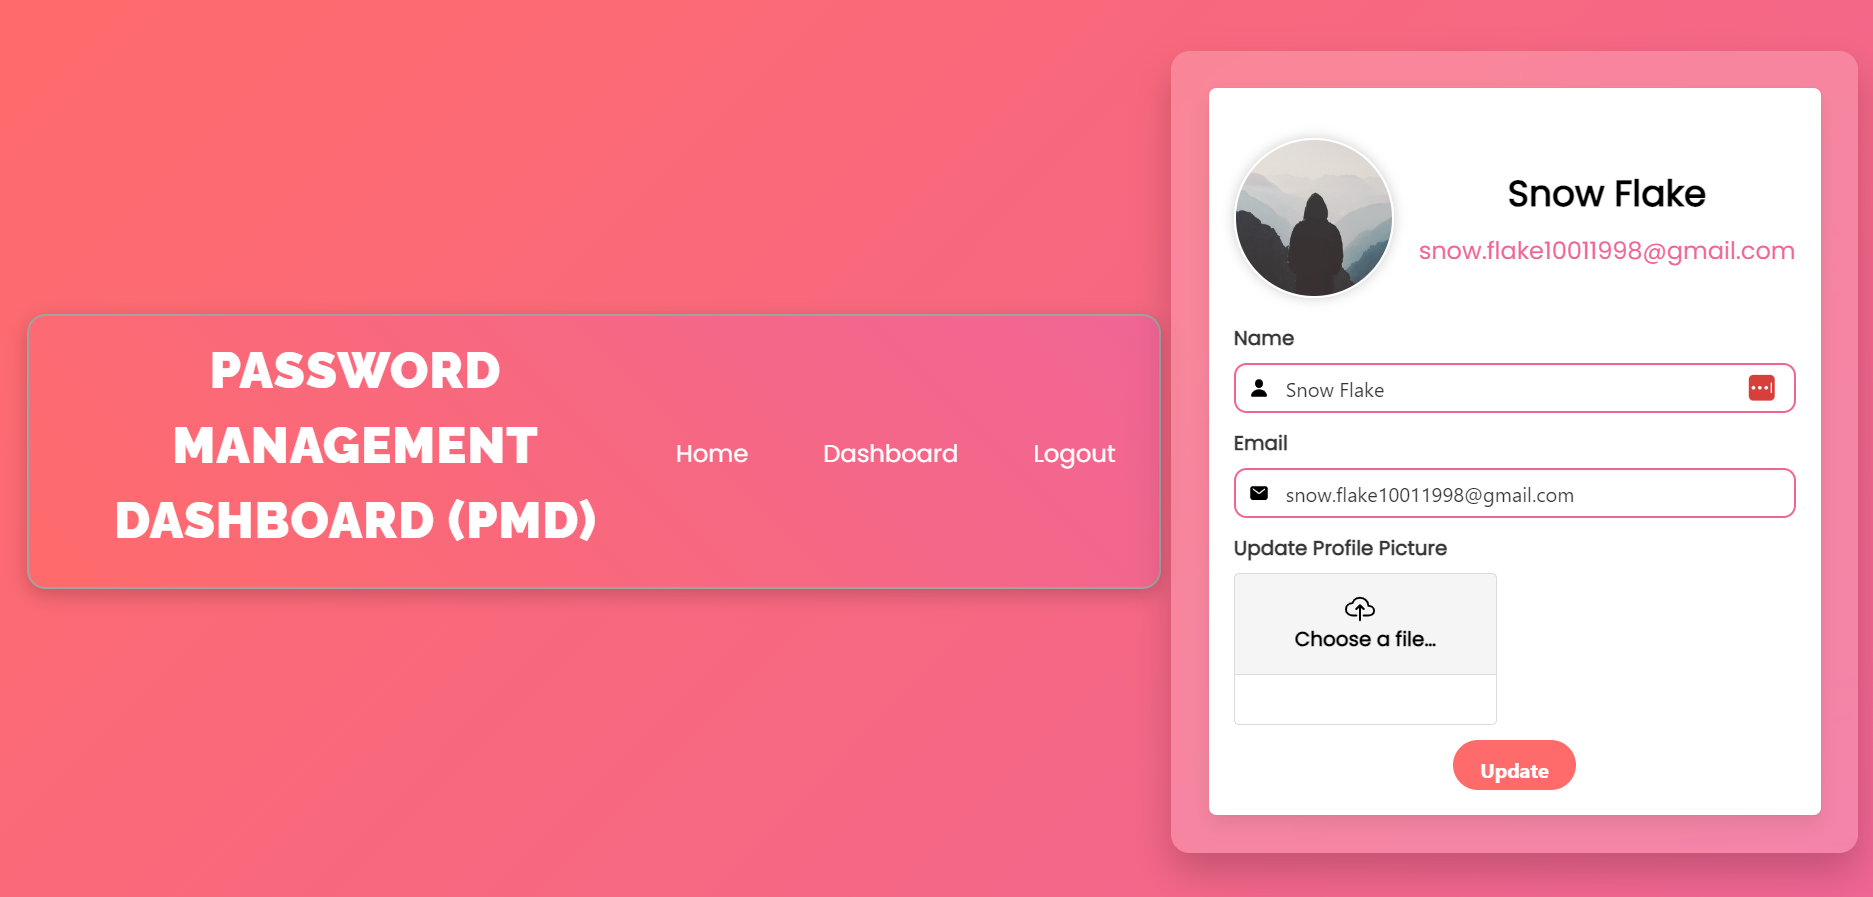 PASSWORD
MANAGEMENT
DASHBOARD (PMD)
Home
Dashboard
Logout
Snow Flake
snow.flake10011998@gmail.com
Name
Snow Flake
Email
snow.flake10011998@gmail.com
Update Profile Picture
Choose a file...
Update